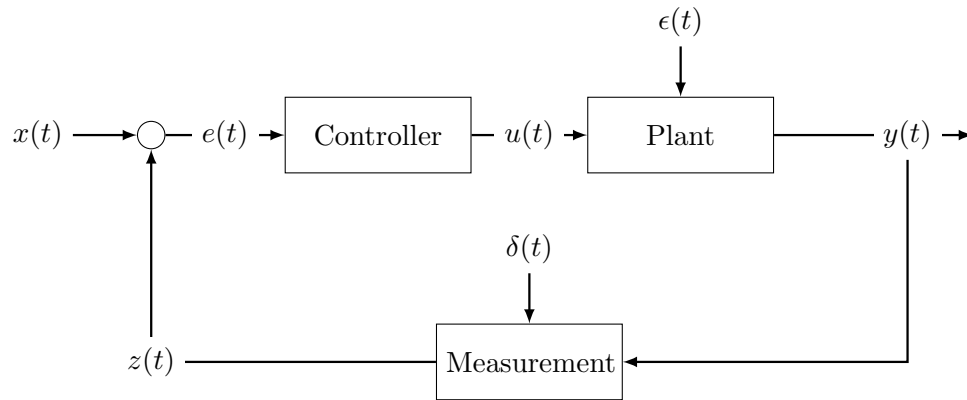 ϵ(t)
x(t) e(t) Controller u(t) Plant y(t)
δ(t)
z(t) Measurement